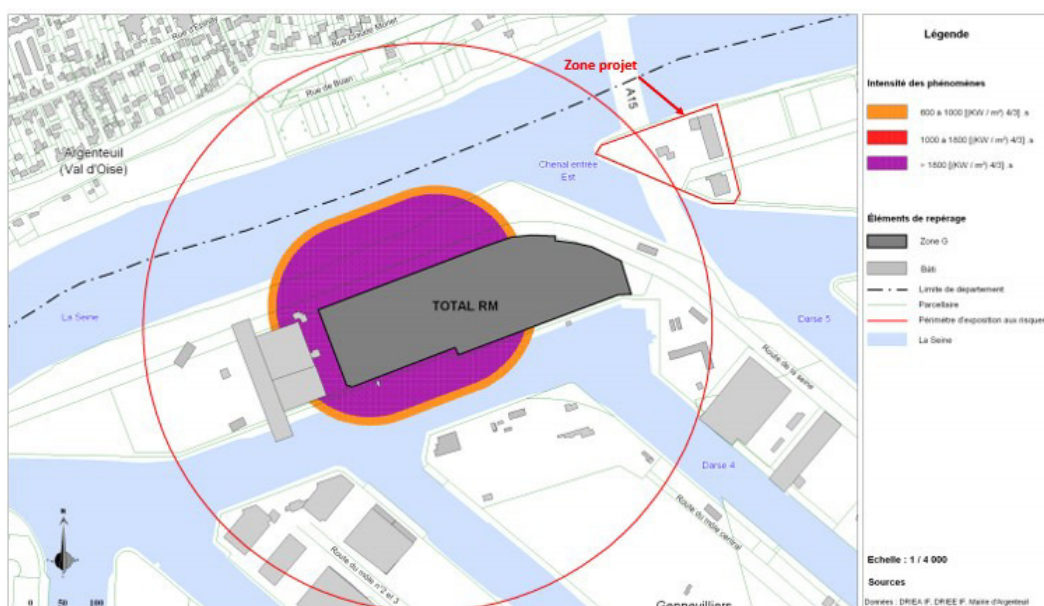 Rue d'Epinay
Rue Claude Monet
Rue de Bizan
Zone projet
A15
Argenteuil
(Val d'Oise)
Chenal entrée
Est
La Seine
TOTAL RM
Darse 5
Route de la seine
Darse 4
Route du môle central
Route du môle n°2 et 3
Gennevilliers
N
0 50 100
Légende
Intensité des phénomènes
600 à 1000 [(KW / m²) 4/3] .s
1000 à 1800 [(KW / m²) 4/3] .s
> 1800 [(KW / m²) 4/3] .s
Éléments de repérage
Zone G
Bâti
Limite de département
Parcellaire
Périmètre d'exposition aux risques
La Seine
Echelle : 1 / 4 000
Sources
Données : DRIEA IF, DRIEE IF, Mairie d'Argenteuil